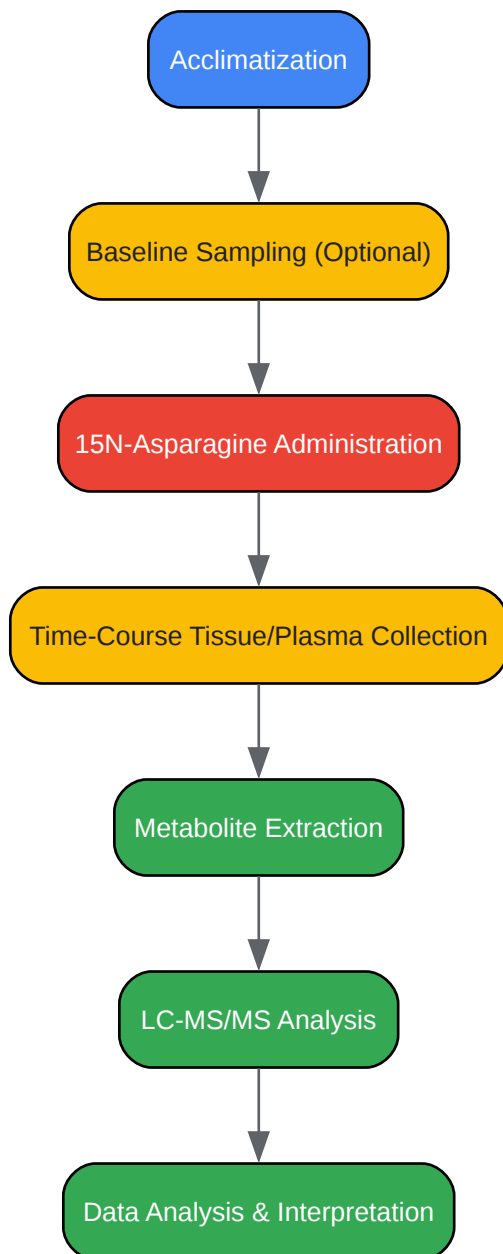 Acclimatization
Baseline Sampling (Optional)
15N-Asparagine Administration
Time-Course Tissue/Plasma Collection
Metabolite Extraction
LC-MS/MS Analysis
Data Analysis & Interpretation